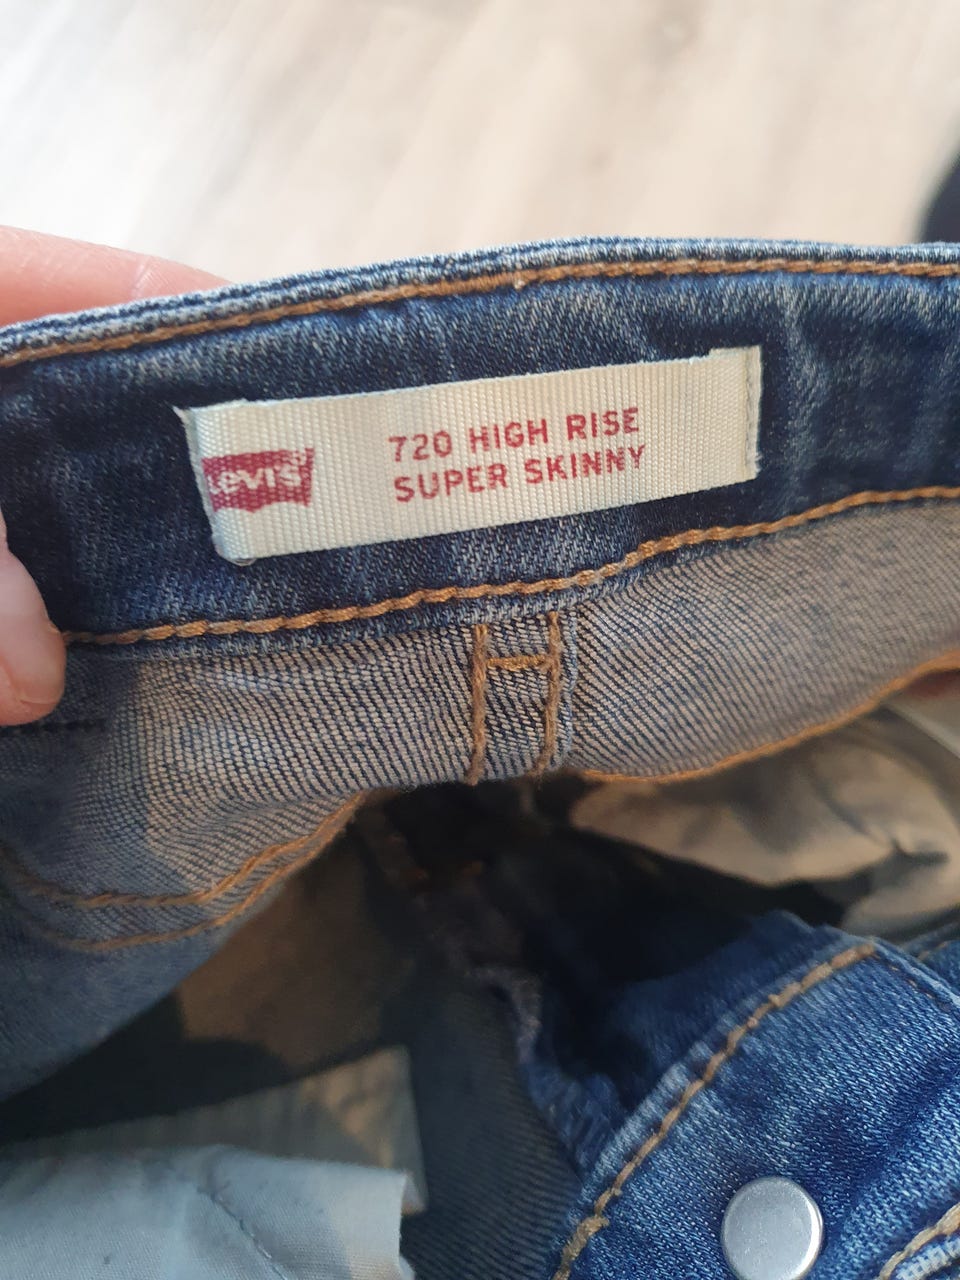 Levi's
720 HIGH RISE
SUPER SKINNY